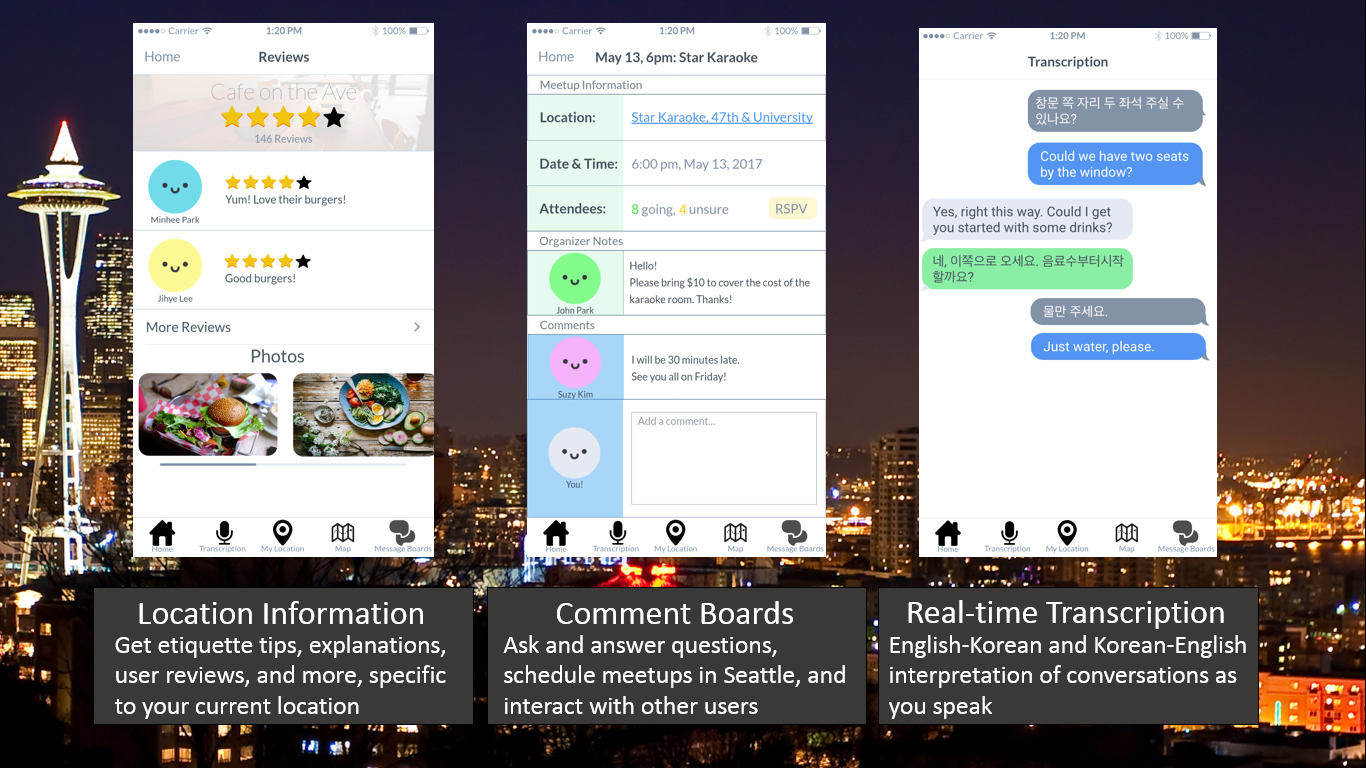 Carrier 1:20 PM 100%
Home Reviews
Cafe on the Ave
146 Reviews
Minhee Park
Yum! Love their burgers!
Jihye Lee
Good burgers!
More Reviews
Photos
Home Transcription My Location Map Message Boards
Carrier 1:20 PM 100%
Home May 13, 6pm: Star Karaoke
Meetup Information
Location: Star Karaoke, 47th & University
Date & Time: 6:00 pm, May 13, 2017
Attendees: 8 going, 4 unsure RSPV
Organizer Notes
John Park
Hello!
Please bring $10 to cover the cost of the
karaoke room. Thanks!
Comments
Suzy Kim
I will be 30 minutes late.
See you all on Friday!
You!
Add a comment...
Home Transcription My Location Map Message Boards
Carrier 1:20 PM 100%
Transcription
창문 쪽 자리 두 좌석 주실 수
있나요?
Could we have two seats
by the window?
Yes, right this way. Could I get
you started with some drinks?
네, 이쪽으로 오세요. 음료수부터시작
할까요?
물만 주세요.
Just water, please.
Home Transcription My Location Map Message Boards
Location Information
Get etiquette tips, explanations,
user reviews, and more, specific
to your current location
Comment Boards
Ask and answer questions,
schedule meetups in Seattle, and
interact with other users
Real-time Transcription
English-Korean and Korean-English
interpretation of conversations as
you speak